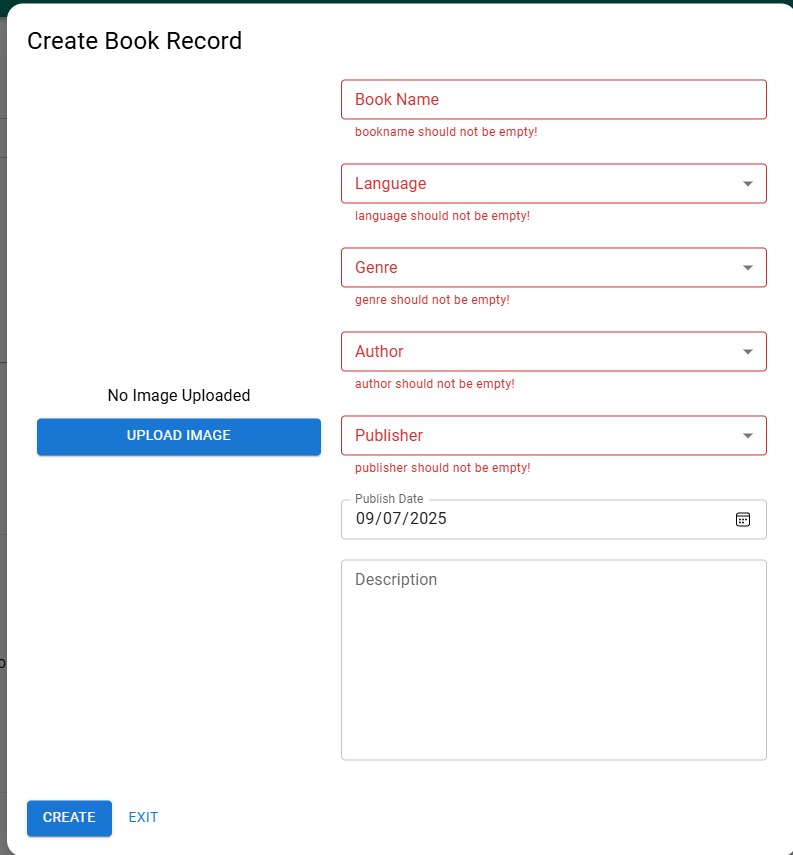 Create Book Record
Book Name
bookname should not be empty!
Language
language should not be empty!
Genre
genre should not be empty!
Author
author should not be empty!
No Image Uploaded
UPLOAD IMAGE
Publisher
publisher should not be empty!
Publish Date
09/07/2025
Description
CREATE EXIT